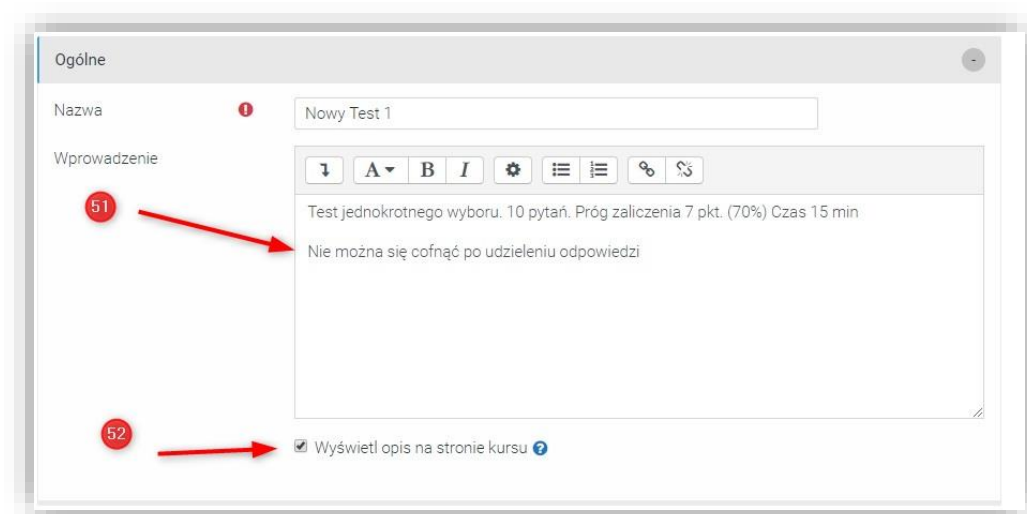 Ogólne
Nazwa
Nowy Test 1
Wprowadzenie
A B I
Test jednokrotnego wyboru. 10 pytań. Próg zaliczenia 7 pkt. (70%) Czas 15 min
51
Nie można się cofnąć po udzieleniu odpowiedzi
52
Wyświetl opis na stronie kursu